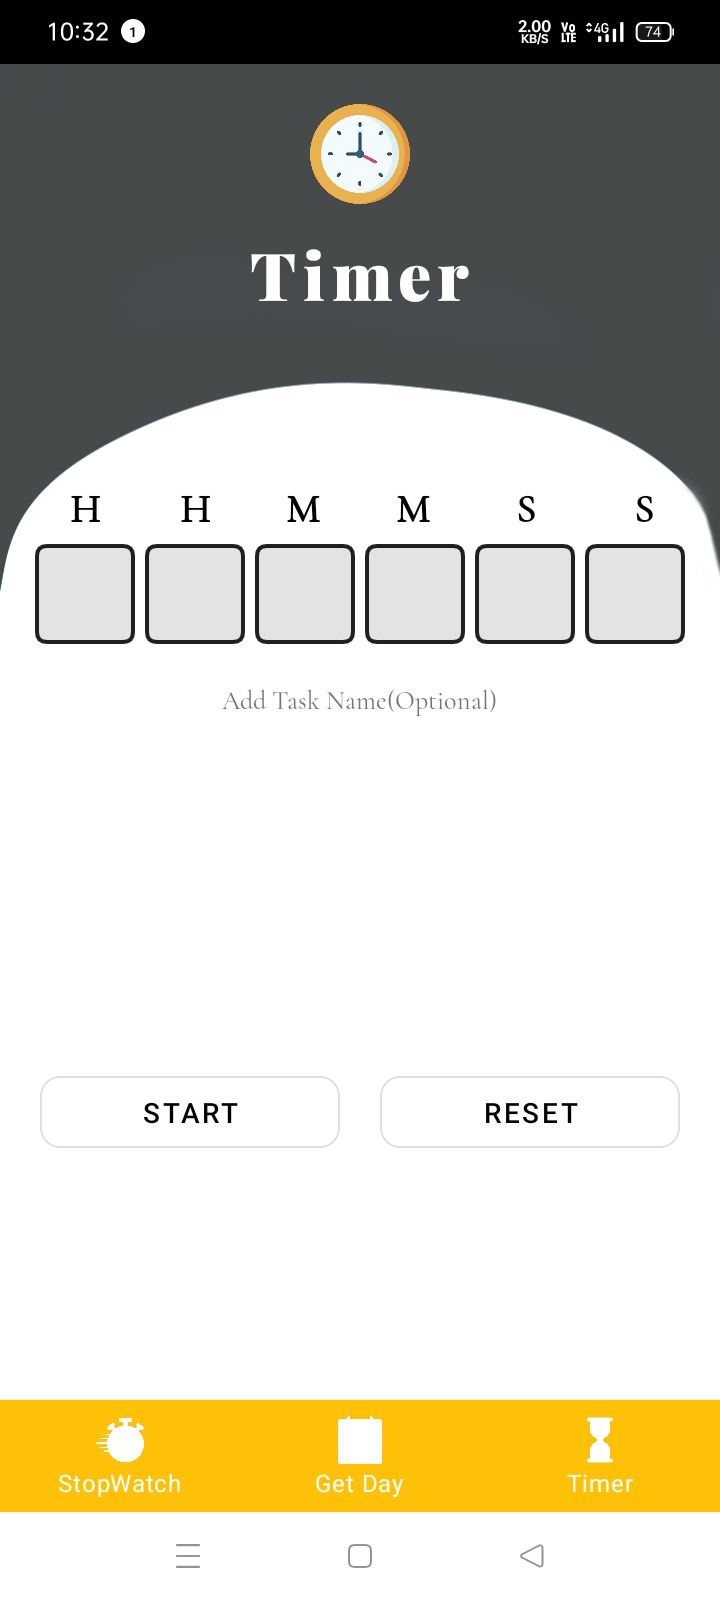 10:32 1 2.00 KB/S Vo LTE 4G 74
Timer
H H M M S S
Add Task Name(Optional)
START RESET
StopWatch Get Day Timer